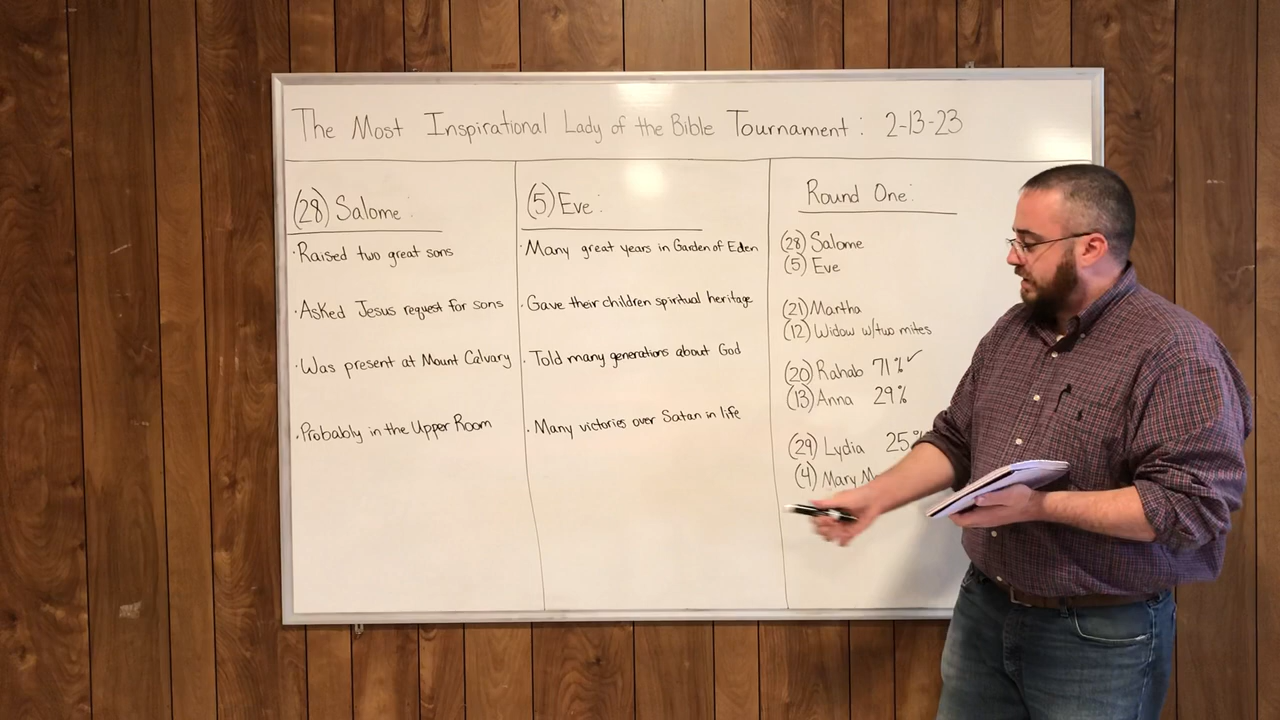 The Most Inspirational Lady of the Bible Tournament: 2-13-23
(28) Salome:
·Raised two great sons
·Asked Jesus request for sons
·Was present at Mount Calvary
·Probably in the Upper Room
(5) Eve:
·Many great years in Garden of Eden
·Gave their children spiritual heritage
·Told many generations about God
·Many victories over Satan in life
Round One:
(28) Salome
(5) Eve
(21) Martha
(12) Widow w/two mites
(20) Rahab 71% ✓
(13) Anna 29%
(29) Lydia 25%
(4) Mary M